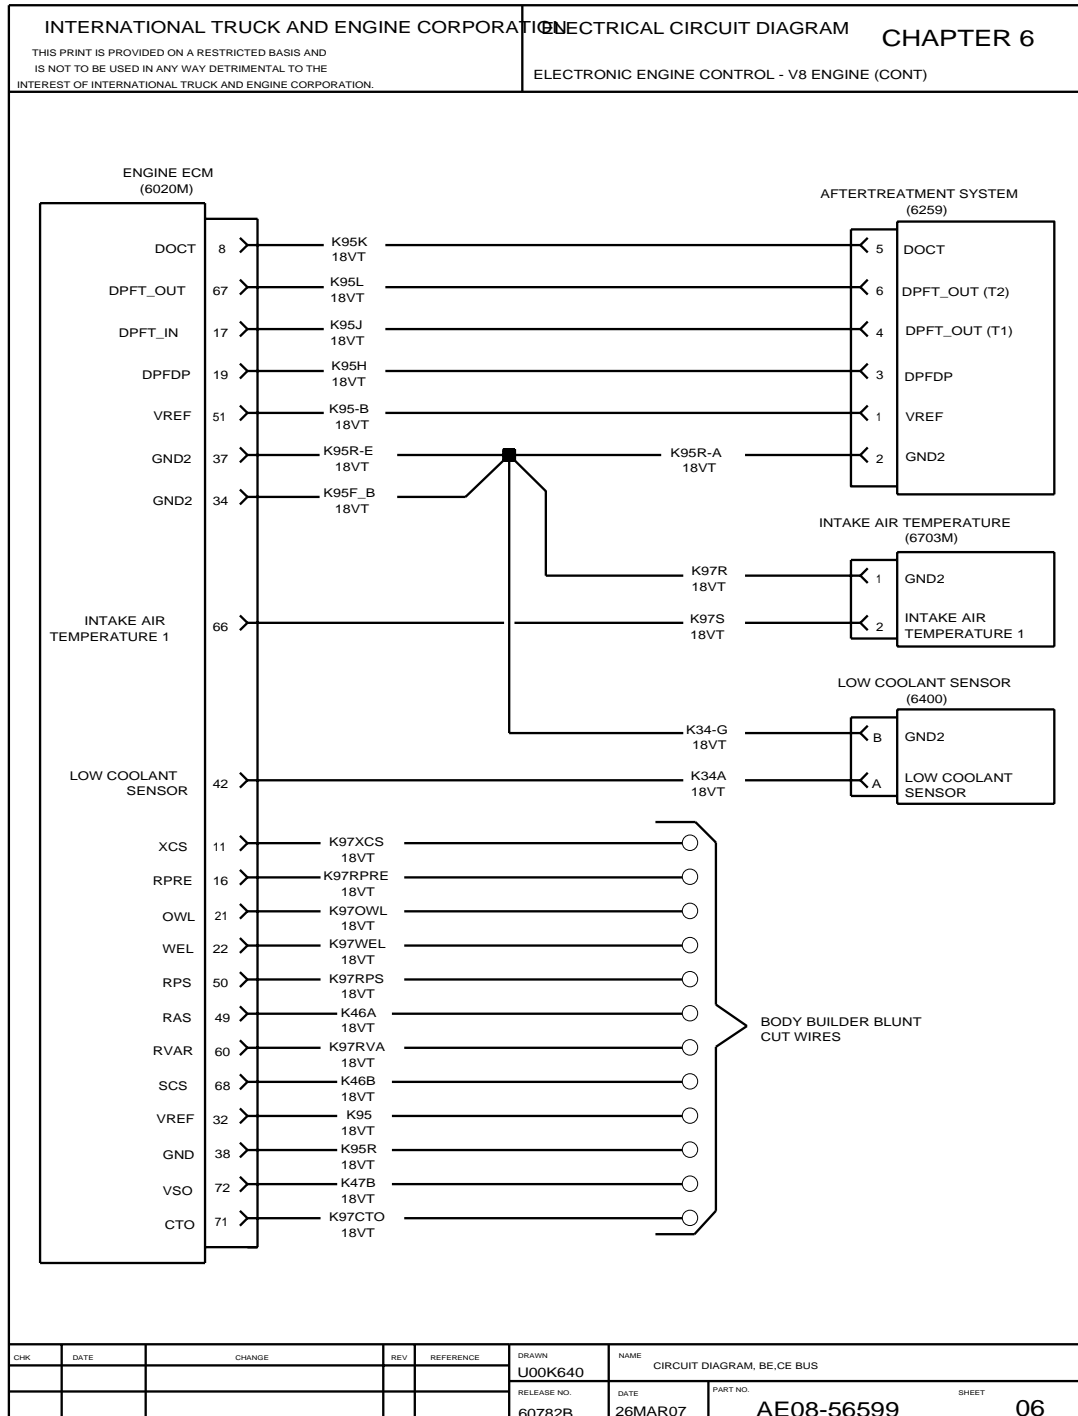 INTERNATIONAL TRUCK AND ENGINE CORPORATION
THIS PRINT IS PROVIDED ON A RESTRICTED BASIS AND
IS NOT TO BE USED IN ANY WAY DETRIMENTAL TO THE
INTEREST OF INTERNATIONAL TRUCK AND ENGINE CORPORATION.
ELECTRICAL CIRCUIT DIAGRAM
CHAPTER 6
ELECTRONIC ENGINE CONTROL - V8 ENGINE (CONT)
ENGINE ECM
(6020M)
AFTERTREATMENT SYSTEM
(6259)
DOCT 8 K95K 5 DOCT
18VT
DPFT_OUT 67 K95L 6 DPFT_OUT (T2)
18VT
DPFT_IN 17 K95J 4 DPFT_OUT (T1)
18VT
DPFDP 19 K95H 3 DPFDP
18VT
VREF 51 K95-B 1 VREF
18VT
GND2 37 K95R-E K95R-A 2 GND2
18VT 18VT
GND2 34 K95F_B
18VT
INTAKE AIR TEMPERATURE
(6703M)
K97R 1 GND2
18VT
INTAKE AIR
TEMPERATURE 1
66 K97S 2 INTAKE AIR
18VT TEMPERATURE 1
LOW COOLANT SENSOR
(6400)
K34-G B GND2
18VT
LOW COOLANT
SENSOR
42 K34A A LOW COOLANT
18VT SENSOR
XCS 11 K97XCS
18VT
RPRE 16 K97RPRE
18VT
OWL 21 K97OWL
18VT
WEL 22 K97WEL
18VT
RPS 50 K97RPS
18VT
RAS 49 K46A
18VT
BODY BUILDER BLUNT
CUT WIRES
RVAR 60 K97RVA
18VT
SCS 68 K46B
18VT
VREF 32 K95
18VT
GND 38 K95R
18VT
VSO 72 K47B
18VT
CTO 71 K97CTO
18VT
CHK DATE CHANGE REV REFERENCE
DRAWN
U00K640
NAME
CIRCUIT DIAGRAM, BE,CE BUS
RELEASE NO.
60782B
DATE
26MAR07
PART NO.
AE08-56599
SHEET
06